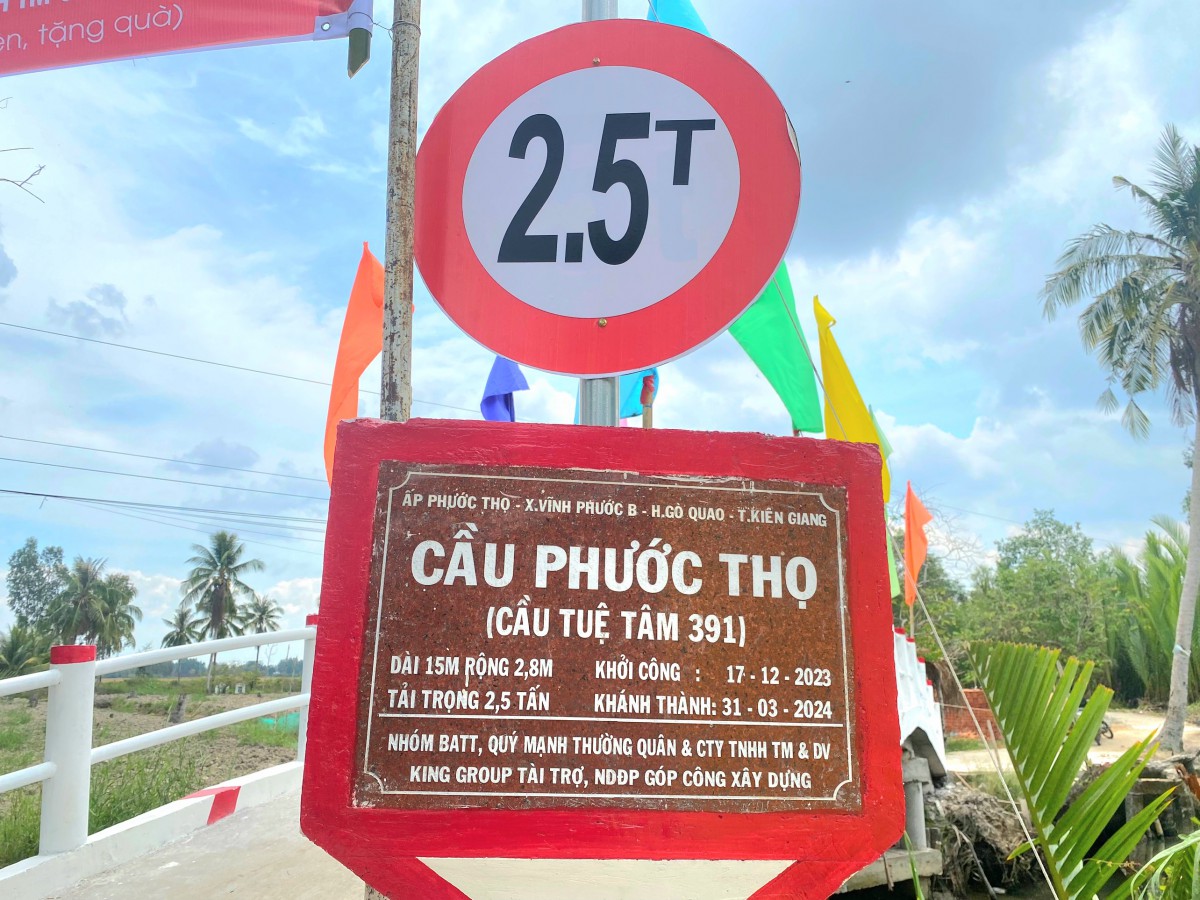 ện, tặng quà)
2.5T
ẤP PHƯỚC THỌ - X.VĨNH PHƯỚC B - H.GÒ QUAO - T.KIÊN GIANG
CẦU PHƯỚC THỌ
(CẦU TUỆ TÂM 391)
DÀI 15M RỘNG 2,8M KHỞI CÔNG : 17 - 12 - 2023
TẢI TRỌNG 2,5 TẤN KHÁNH THÀNH: 31 - 03 - 2024
NHÓM BATT, QUÝ MẠNH THƯỜNG QUÂN & CTY TNHH TM & DV
KING GROUP TÀI TRỢ, NDĐP GÓP CÔNG XÂY DỰNG